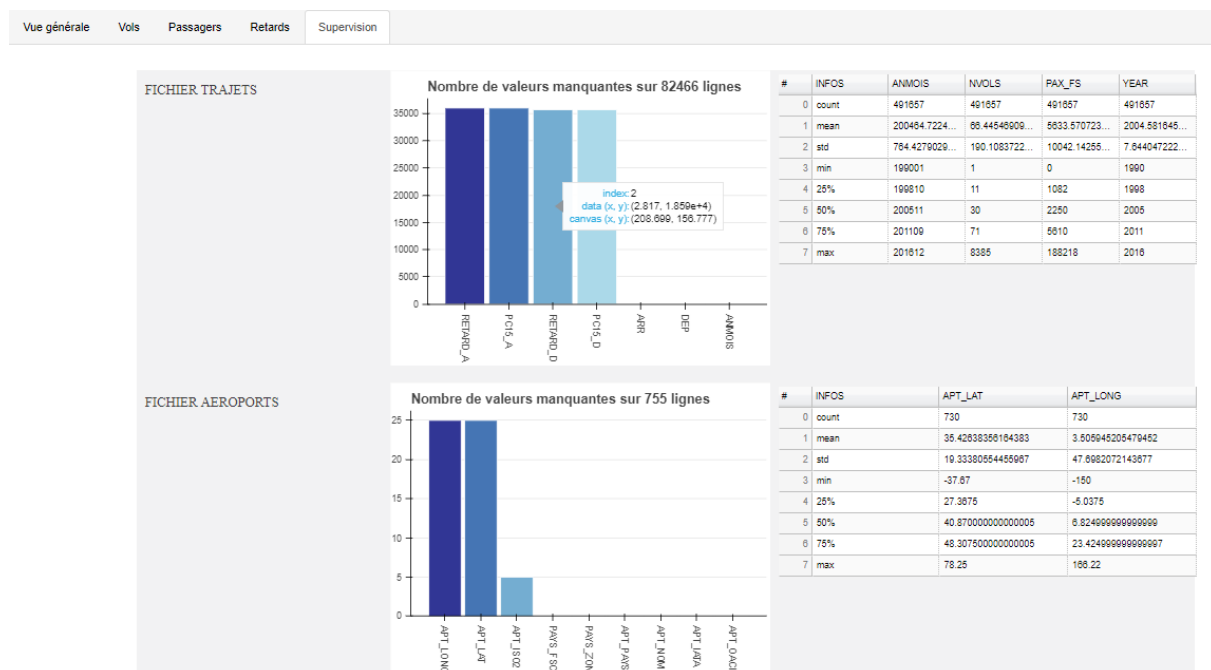 Vue générale Vols Passagers Retards Supervision
FICHIER TRAJETS
Nombre de valeurs manquantes sur 82466 lignes
35000
30000
25000
20000
15000
10000
5000
0
RETARD_A PC15_A RETARD_D PC15_D ARR DEP ANMOIS
index: 2
data (x, y): (2.817, 1.859e+4)
canvas (x, y): (208.699, 156.777)
# INFOS ANMOIS NVOLS PAX_FS YEAR
0 count 491657 491657 491657 491657
1 mean 200464.7224... 66.44546909... 5633.570723... 2004.581645...
2 std 764.4279029... 190.1083722... 10042.14255... 7.644047222...
3 min 199001 1 0 1990
4 25% 199810 11 1082 1998
5 50% 200511 30 2250 2005
6 75% 201109 71 5610 2011
7 max 201612 8385 188218 2016
FICHIER AEROPORTS
Nombre de valeurs manquantes sur 755 lignes
25
20
15
10
5
0
APT_LONG APT_LAT APT_ISO2 PAYS_FSC PAYS_ZON APT_PAYS APT_NOM APT_IATA APT_OACI
# INFOS APT_LAT APT_LONG
0 count 730 730
1 mean 35.42638356164383 3.505945205479452
2 std 19.33380554455967 47.6982072143677
3 min -37.67 -150
4 25% 27.3675 -5.0375
5 50% 40.870000000000005 6.824999999999999
6 75% 48.307500000000005 23.424999999999997
7 max 78.25 166.22